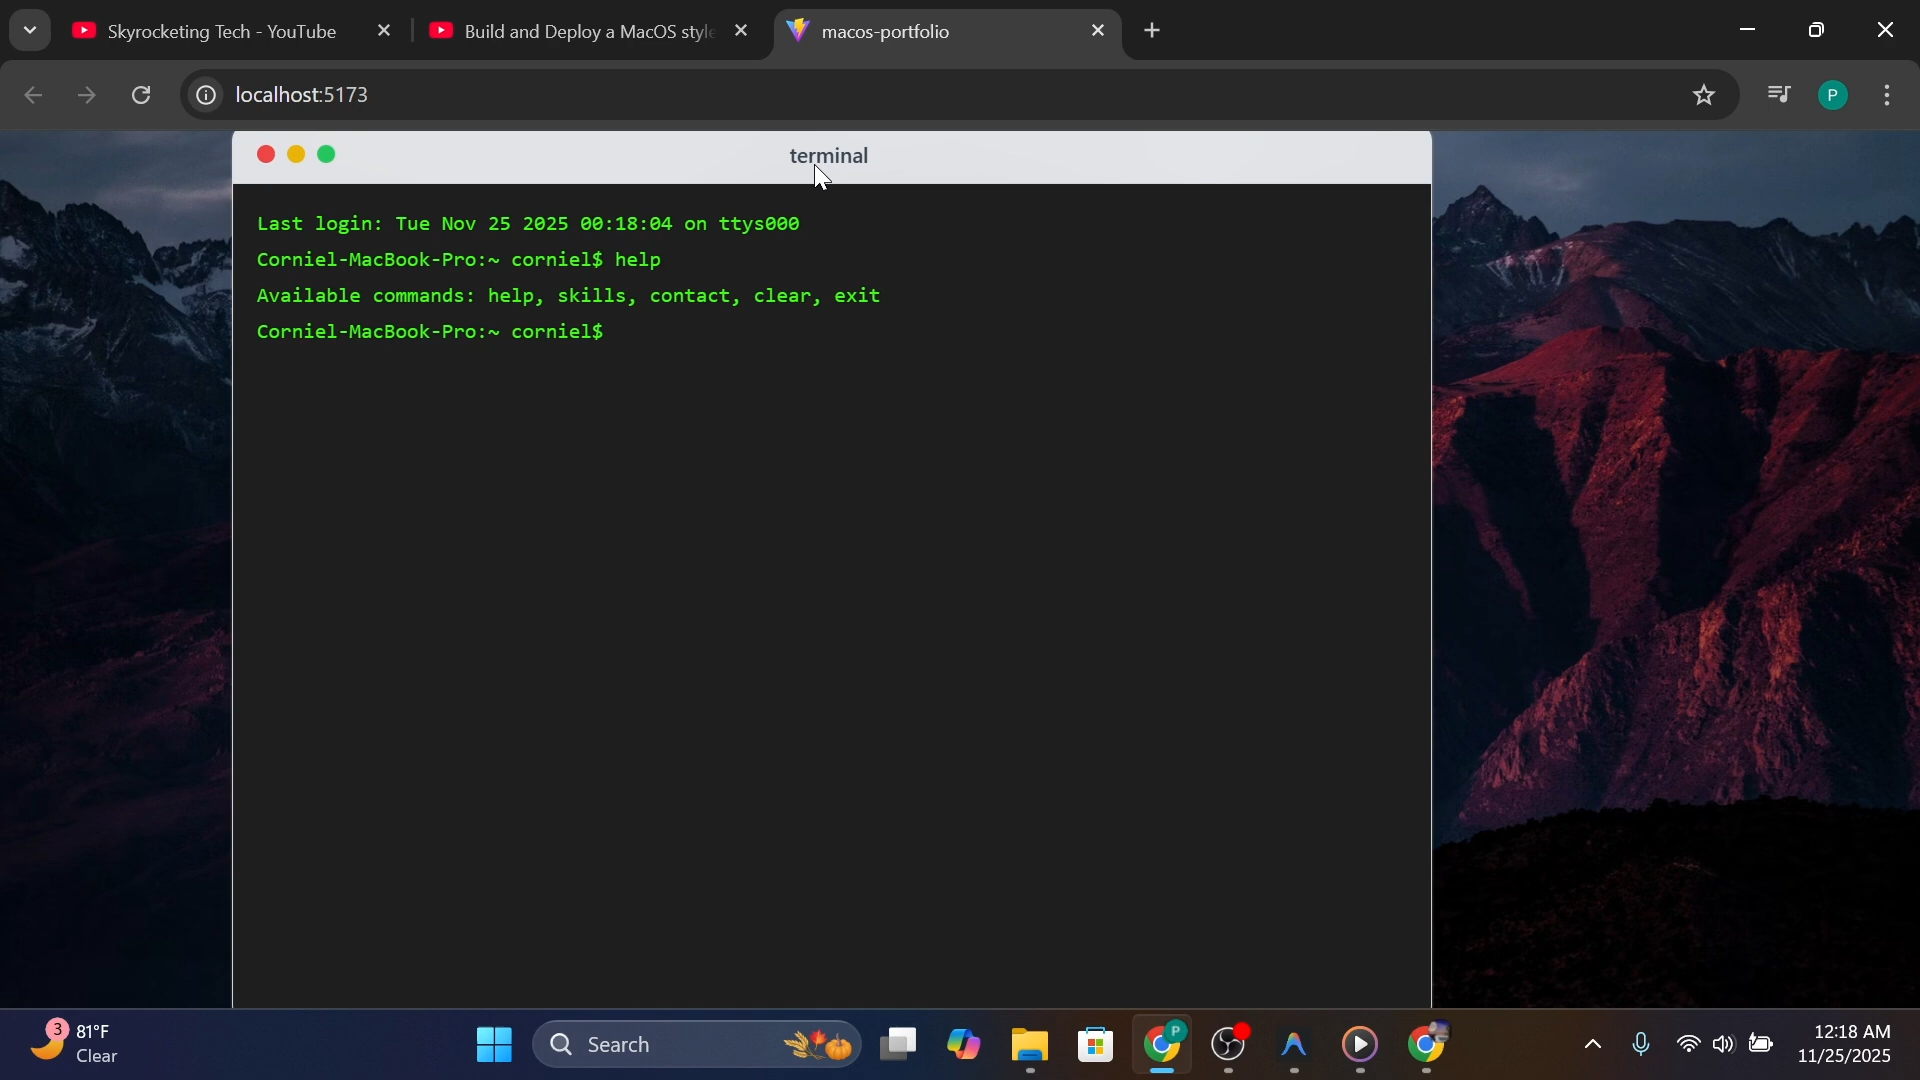 Skyrocketing Tech - YouTube
Build and Deploy a MacOS style
macos-portfolio
localhost:5173
P
terminal
Last login: Tue Nov 25 2025 00:18:04 on ttys000
Corniel-MacBook-Pro:~ corniel$ help
Available commands: help, skills, contact, clear, exit
Corniel-MacBook-Pro:~ corniel$
3
81°F
Clear
Search
P
12:18 AM
11/25/2025